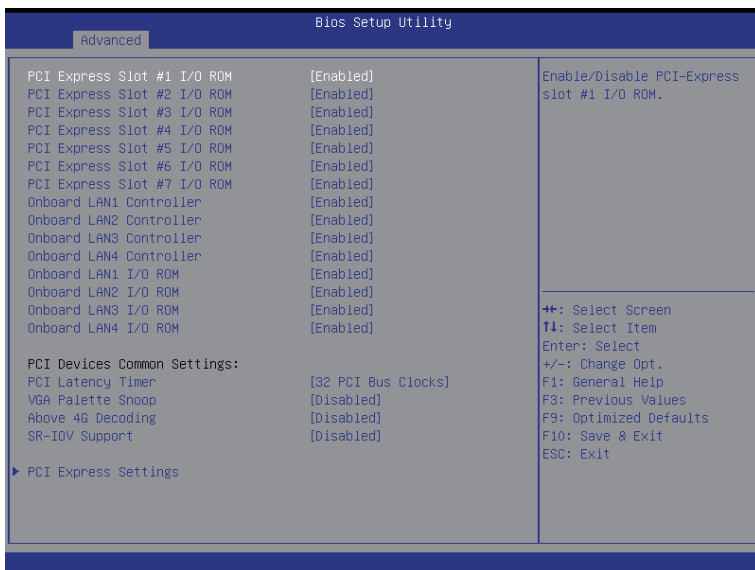 Bios Setup Utility
Advanced
PCI Express Slot #1 I/O ROM [Enabled]
PCI Express Slot #2 I/O ROM [Enabled]
PCI Express Slot #3 I/O ROM [Enabled]
PCI Express Slot #4 I/O ROM [Enabled]
PCI Express Slot #5 I/O ROM [Enabled]
PCI Express Slot #6 I/O ROM [Enabled]
PCI Express Slot #7 I/O ROM [Enabled]
Onboard LAN1 Controller [Enabled]
Onboard LAN2 Controller [Enabled]
Onboard LAN3 Controller [Enabled]
Onboard LAN4 Controller [Enabled]
Onboard LAN1 I/O ROM [Enabled]
Onboard LAN2 I/O ROM [Enabled]
Onboard LAN3 I/O ROM [Enabled]
Onboard LAN4 I/O ROM [Enabled]
PCI Devices Common Settings:
PCI Latency Timer [32 PCI Bus Clocks]
VGA Palette Snoop [Disabled]
Above 4G Decoding [Disabled]
SR-IOV Support [Disabled]
PCI Express Settings
Enable/Disable PCI-Express
slot #1 I/O ROM.
→←: Select Screen
↑↓: Select Item
Enter: Select
+/-: Change Opt.
F1: General Help
F3: Previous Values
F9: Optimized Defaults
F10: Save & Exit
ESC: Exit